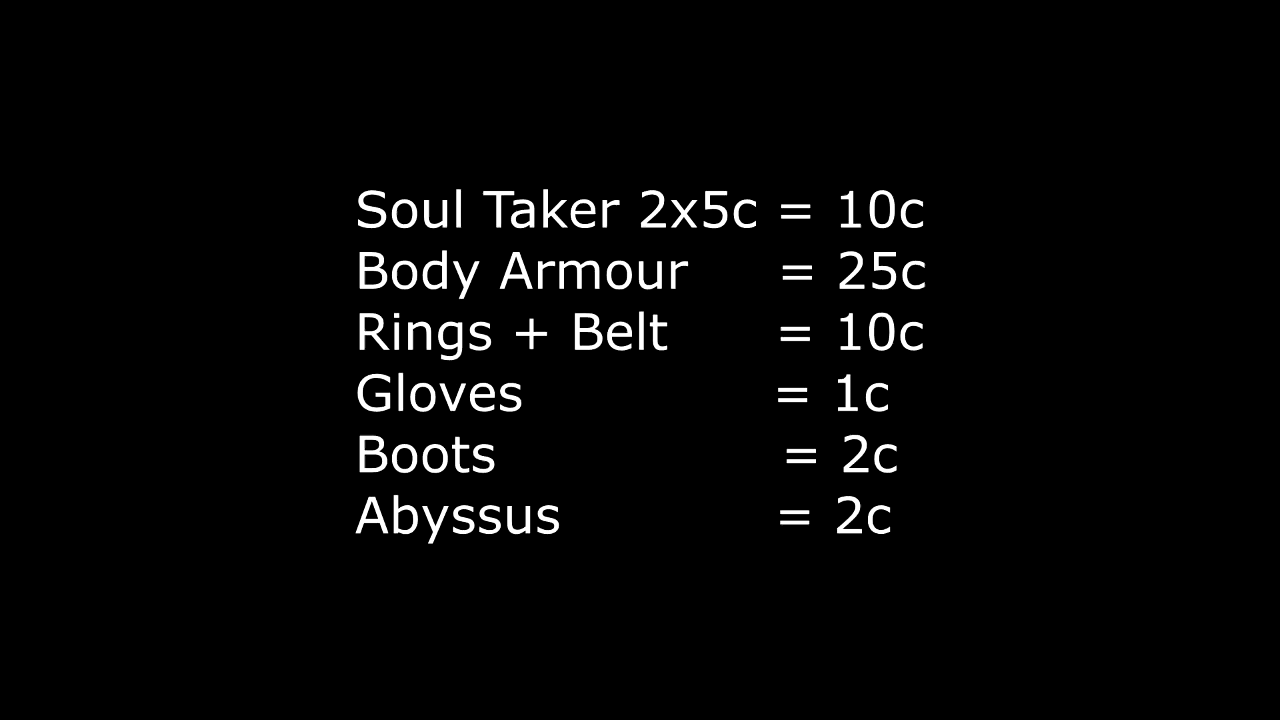 Soul Taker 2x5c = 10c
Body Armour = 25c
Rings + Belt = 10c
Gloves = 1c
Boots = 2c
Abyssus = 2c